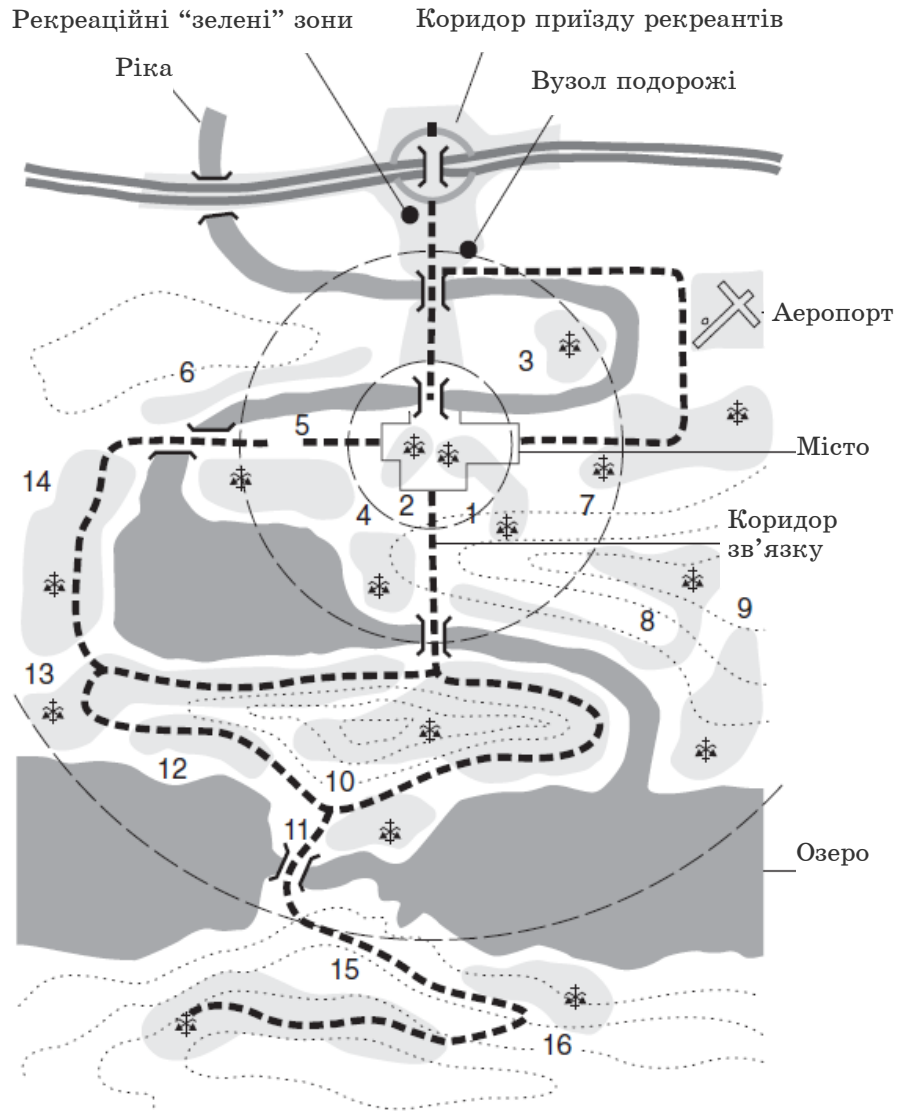 Рекреаційні “зелені” зони
Коридор приїзду рекреантів
Ріка
Вузол подорожі
Аеропорт
3
6
5
Місто
14
4
2
1
7
Коридор
зв’язку
8
9
13
12
10
11
Озеро
15
16